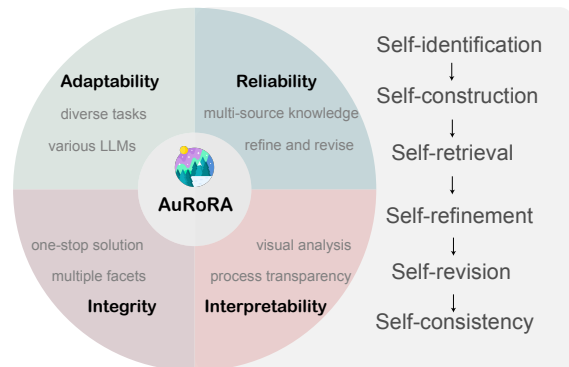 Adaptability
diverse tasks
various LLMs
Reliability
multi-source knowledge
refine and revise
AuRoRA
one-stop solution
multiple facets
Integrity
visual analysis
process transparency
Interpretability
Self-identification
Self-construction
Self-retrieval
Self-refinement
Self-revision
Self-consistency